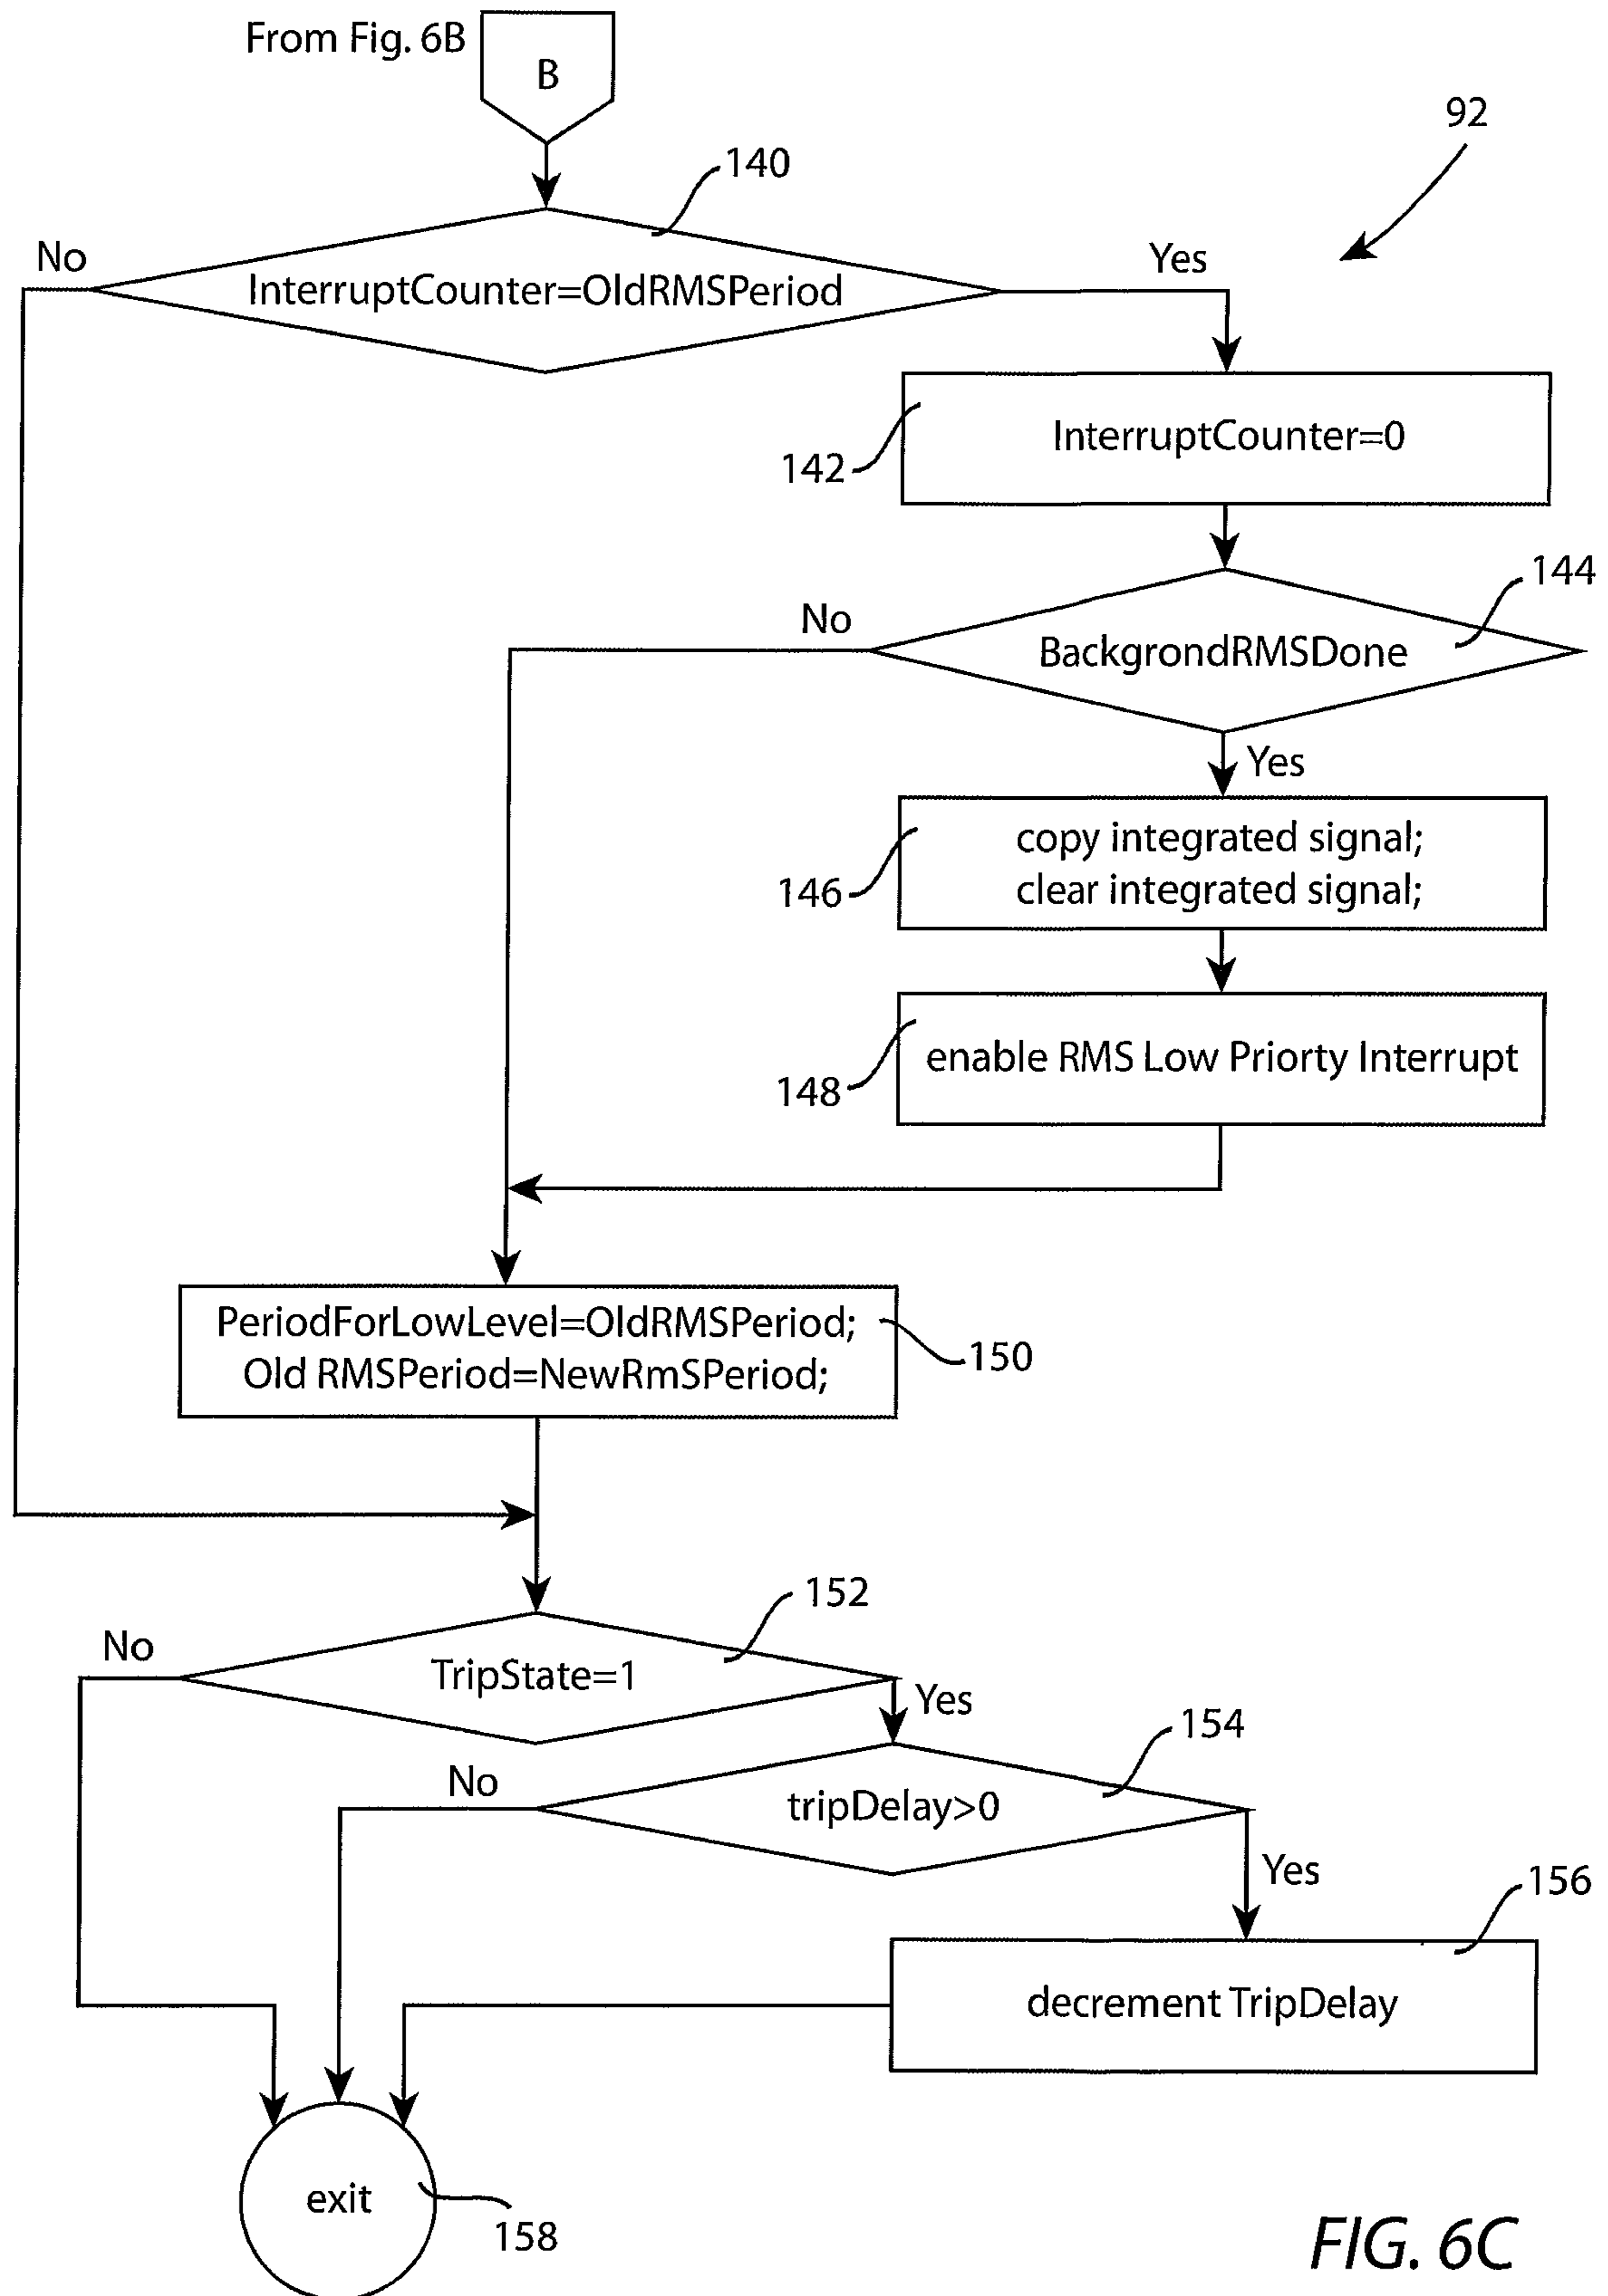 From Fig. 6B
B
92
140
No
Yes
InterruptCounter=OldRMSPeriod
InterruptCounter=0
142
144
No
BackgrondRMSDone
Yes
copy integrated signal;
clear integrated signal;
146
enable RMS Low Priorty Interrupt
148
PeriodForLowLevel=OldRMSPeriod;
Old RMSPeriod=NewRmSPeriod;
150
152
No
TripState=1
Yes
154
No
tripDelay>0
Yes
156
decrement TripDelay
exit
158
FIG. 6C